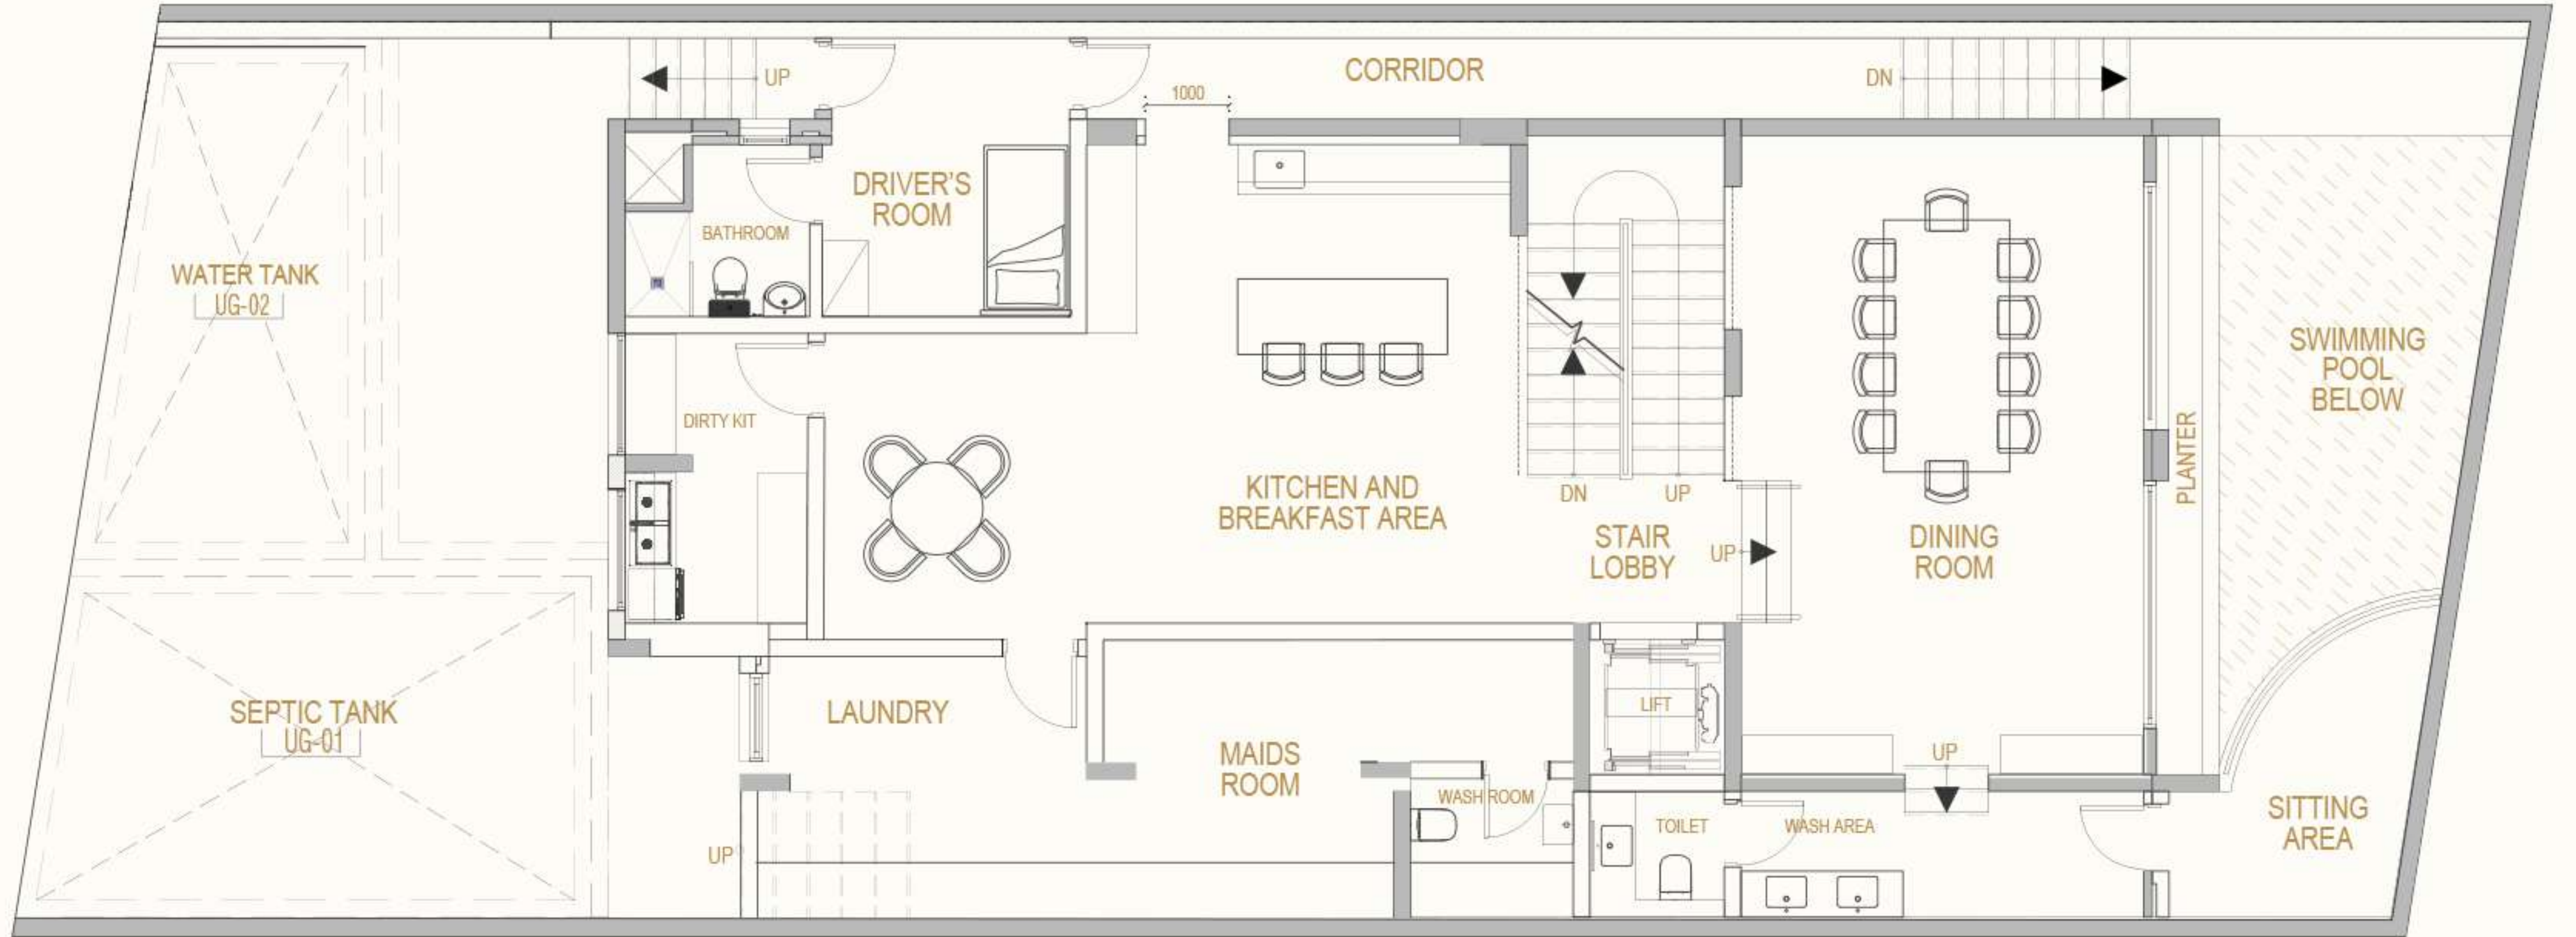 UP
CORRIDOR
DN
1000
DRIVER'S
ROOM
BATHROOM
WATER TANK
UG-02
SWIMMING
POOL
BELOW
DIRTY KIT
PLANTER
KITCHEN AND
BREAKFAST AREA
DN
UP
STAIR
LOBBY
UP
DINING
ROOM
SEPTIC TANK
UG-01
LAUNDRY
LIFT
MAIDS
ROOM
UP
WASH ROOM
TOILET
WASH AREA
SITTING
AREA
UP